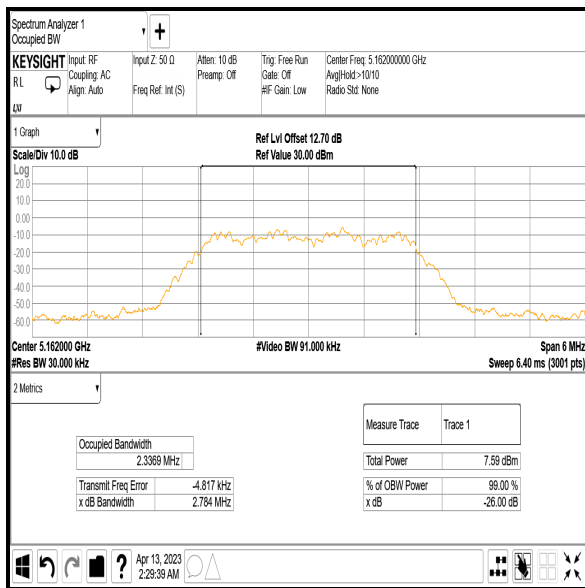 Spectrum Analyzer 1
Occupied BW
KEYSIGHT
RL
LXI
Input: RF
Coupling: AC
Align: Auto
Input Z: 50 Ω
Freq Ref: Int (S)
Atten: 10 dB
Preamp: Off
Trig: Free Run
Gate: Off
#IF Gain: Low
Center Freq: 5.162000000 GHz
Avg|Hold:>10/10
Radio Std: None
1 Graph
Scale/Div 10.0 dB
Ref Lvl Offset 12.70 dB
Ref Value 30.00 dBm
Log
20.0
10.0
0.00
-10.0
-20.0
-30.0
-40.0
-50.0
-60.0
Center 5.162000 GHz
#Res BW 30.000 kHz
#Video BW 91.000 kHz
Span 6 MHz
Sweep 6.40 ms (3001 pts)
2 Metrics
Occupied Bandwidth
2.3369 MHz
Transmit Freq Error -4.817 kHz
x dB Bandwidth 2.784 MHz
Measure Trace Trace 1
Total Power 7.59 dBm
% of OBW Power 99.00 %
x dB -26.00 dB
Apr 13, 2023
2:29:39 AM